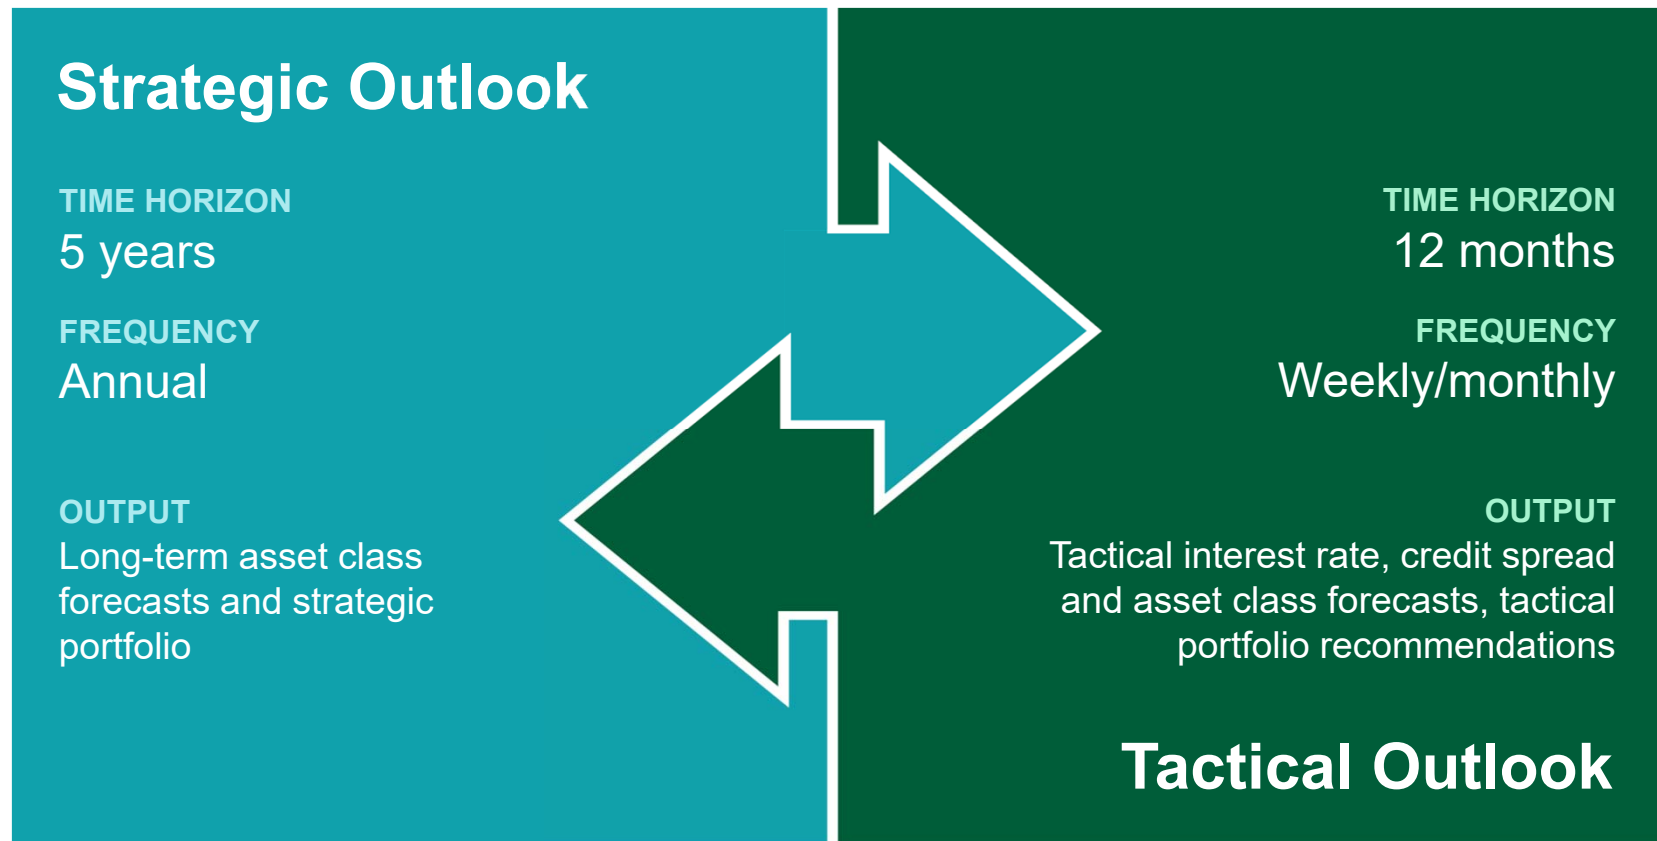 Strategic Outlook
TIME HORIZON
5 years
FREQUENCY
Annual
OUTPUT
Long-term asset class
forecasts and strategic
portfolio
TIME HORIZON
12 months
FREQUENCY
Weekly/monthly
OUTPUT
Tactical interest rate, credit spread
and asset class forecasts, tactical
portfolio recommendations
Tactical Outlook